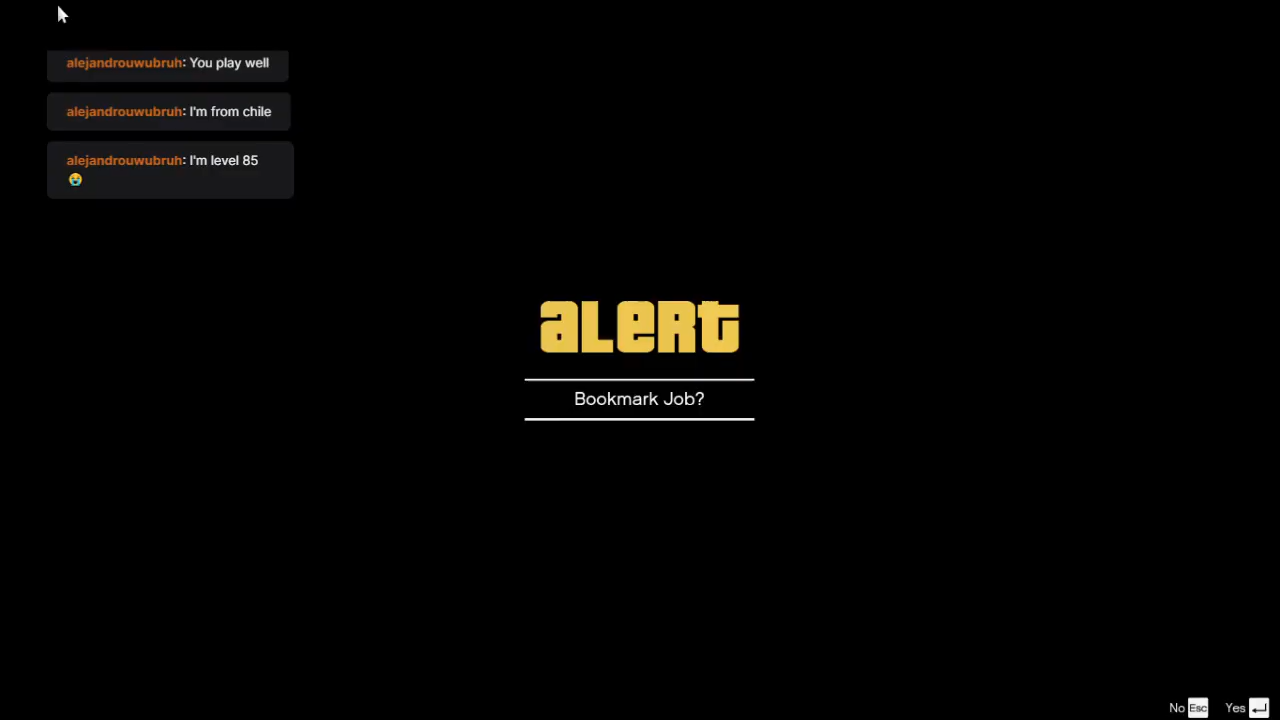 alejandrouwubruh: You play well
alejandrouwubruh: I'm from chile
alejandrouwubruh: I'm level 85
😭
alert
Bookmark Job?
No Esc Yes